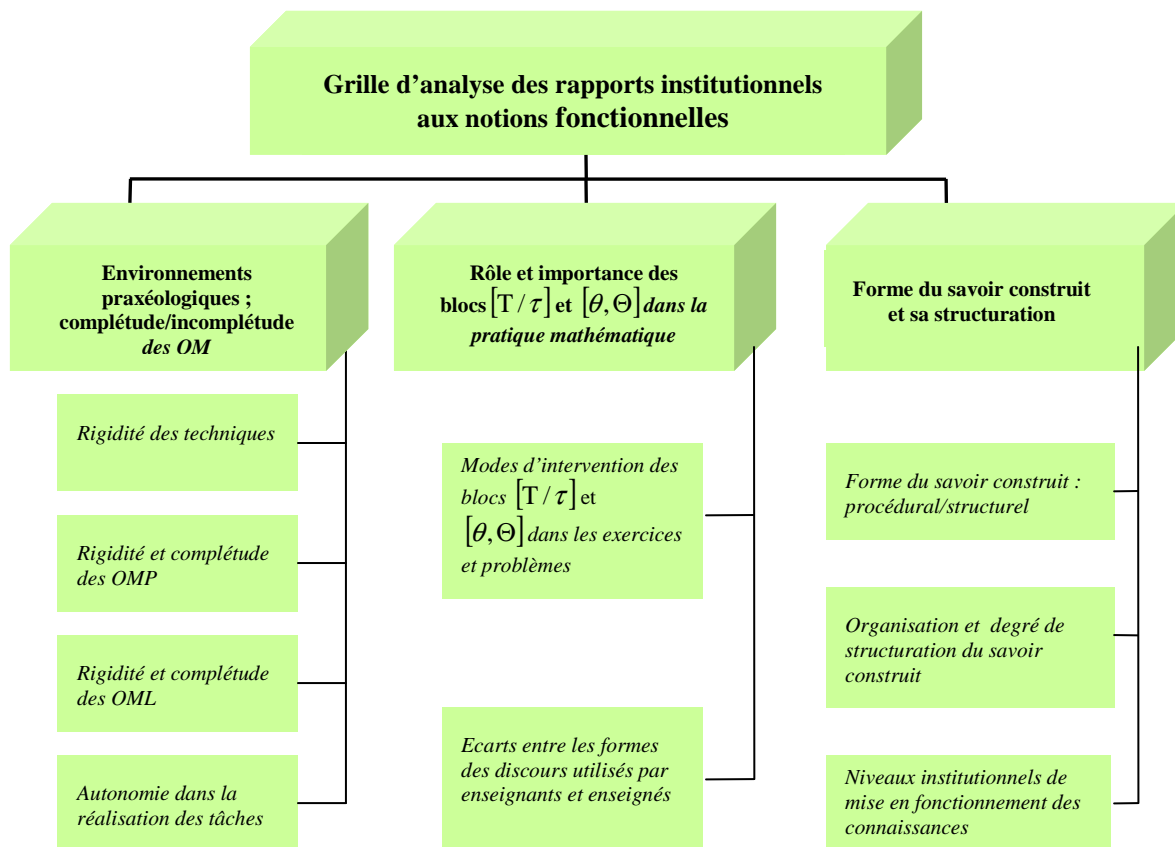 Grille d'analyse des rapports institutionnels
aux notions fonctionnelles
Environnements
praxéologiques ;
complétude/incomplétude
des OM
Rigidité des techniques
Rigidité et complétude
des OMP
Rigidité et complétude
des OML
Autonomie dans la
réalisation des tâches
Rôle et importance des
blocs [T / τ] et [θ, Θ] dans la
pratique mathématique
Modes d'intervention des
blocs [T / τ] et
[θ, Θ] dans les exercices
et problèmes
Ecarts entre les formes
des discours utilisés par
enseignants et enseignés
Forme du savoir construit
et sa structuration
Forme du savoir construit :
procédural/structurel
Organisation et degré de
structuration du savoir
construit
Niveaux institutionnels de
mise en fonctionnement des
connaissances